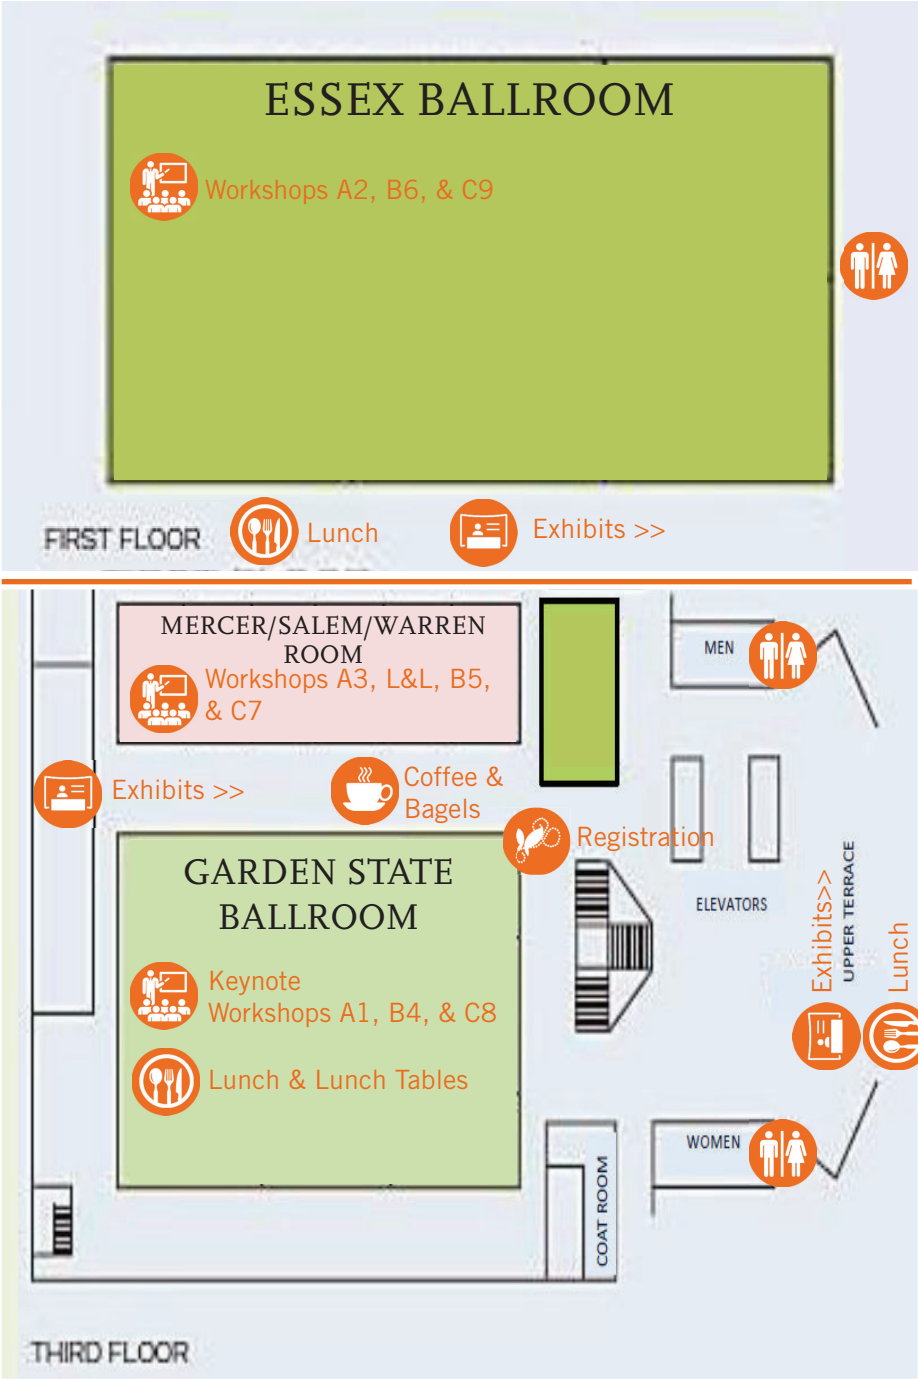 ESSEX BALLROOM
Workshops A2, B6, & C9
FIRST FLOOR
Lunch
Exhibits >>
MERCER/SALEM/WARREN
ROOM
Workshops A3, L&L, B5,
& C7
MEN
Exhibits >>
Coffee &
Bagels
Registration
GARDEN STATE
BALLROOM
Keynote
Workshops A1, B4, & C8
Lunch & Lunch Tables
ELEVATORS
Exhibits>>
UPPER TERRACE
Lunch
WOMEN
COAT ROOM
THIRD FLOOR